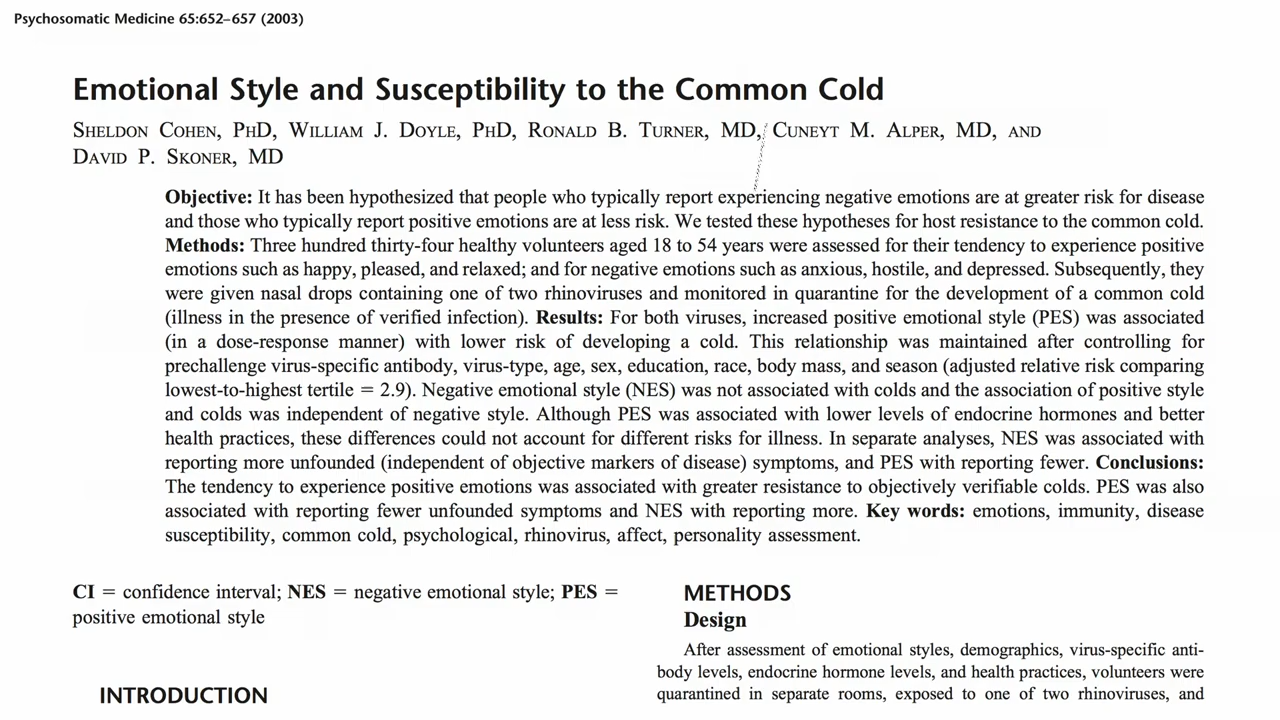 Psychosomatic Medicine 65:652–657 (2003)
Emotional Style and Susceptibility to the Common Cold
SHELDON COHEN, PHD, WILLIAM J. DOYLE, PHD, RONALD B. TURNER, MD, CUNEYT M. ALPER, MD, AND
DAVID P. SKONER, MD
Objective: It has been hypothesized that people who typically report experiencing negative emotions are at greater risk for disease
and those who typically report positive emotions are at less risk. We tested these hypotheses for host resistance to the common cold.
Methods: Three hundred thirty-four healthy volunteers aged 18 to 54 years were assessed for their tendency to experience positive
emotions such as happy, pleased, and relaxed; and for negative emotions such as anxious, hostile, and depressed. Subsequently, they
were given nasal drops containing one of two rhinoviruses and monitored in quarantine for the development of a common cold
(illness in the presence of verified infection). Results: For both viruses, increased positive emotional style (PES) was associated
(in a dose-response manner) with lower risk of developing a cold. This relationship was maintained after controlling for
prechallenge virus-specific antibody, virus-type, age, sex, education, race, body mass, and season (adjusted relative risk comparing
lowest-to-highest tertile = 2.9). Negative emotional style (NES) was not associated with colds and the association of positive style
and colds was independent of negative style. Although PES was associated with lower levels of endocrine hormones and better
health practices, these differences could not account for different risks for illness. In separate analyses, NES was associated with
reporting more unfounded (independent of objective markers of disease) symptoms, and PES with reporting fewer. Conclusions:
The tendency to experience positive emotions was associated with greater resistance to objectively verifiable colds. PES was also
associated with reporting fewer unfounded symptoms and NES with reporting more. Key words: emotions, immunity, disease
susceptibility, common cold, psychological, rhinovirus, affect, personality assessment.
CI = confidence interval; NES = negative emotional style; PES =
positive emotional style
INTRODUCTION
METHODS
Design
After assessment of emotional styles, demographics, virus-specific anti-
body levels, endocrine hormone levels, and health practices, volunteers were
quarantined in separate rooms, exposed to one of two rhinoviruses, and